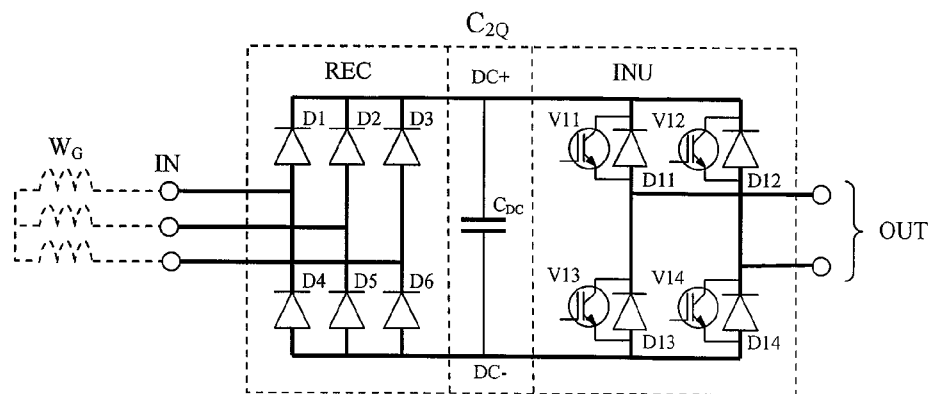 C2Q
REC
DC+
INU
D1
D2
D3
V11
V12
WG
IN
D11
D12
CDC
OUT
D4
D5
D6
V13
V14
D13
D14
DC-